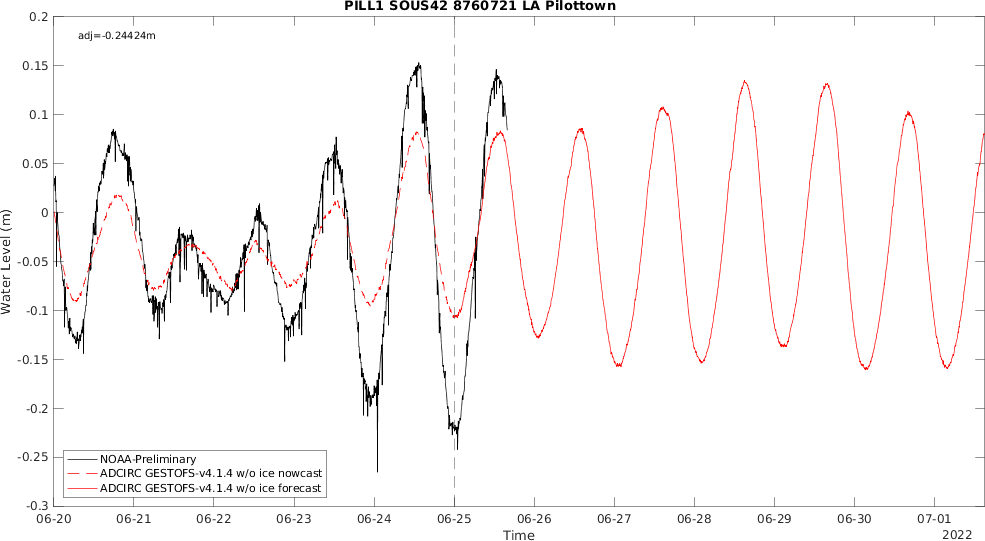 PILL1 SOUS42 8760721 LA Pilottown
adj=-0.24424m
0.2
0.15
0.1
0.05
0
-0.05
-0.1
-0.15
-0.2
-0.25
-0.3
Water Level (m)
NOAA-Preliminary
ADCIRC GESTOFS-v4.1.4 w/o ice nowcast
ADCIRC GESTOFS-v4.1.4 w/o ice forecast
06-20 06-21 06-22 06-23 06-24 06-25 06-26 06-27 06-28 06-29 06-30 07-01
Time
2022